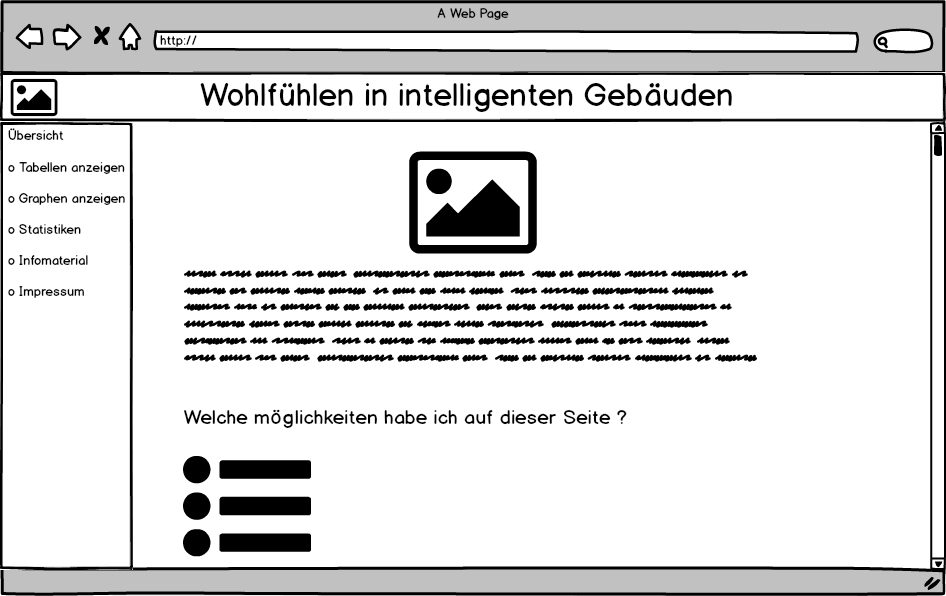 A Web Page
http://
Wohlfühlen in intelligenten Gebäuden
Übersicht
o Tabellen anzeigen
o Graphen anzeigen
o Statistiken
o Infomaterial
o Impressum
Welche möglichkeiten habe ich auf dieser Seite ?